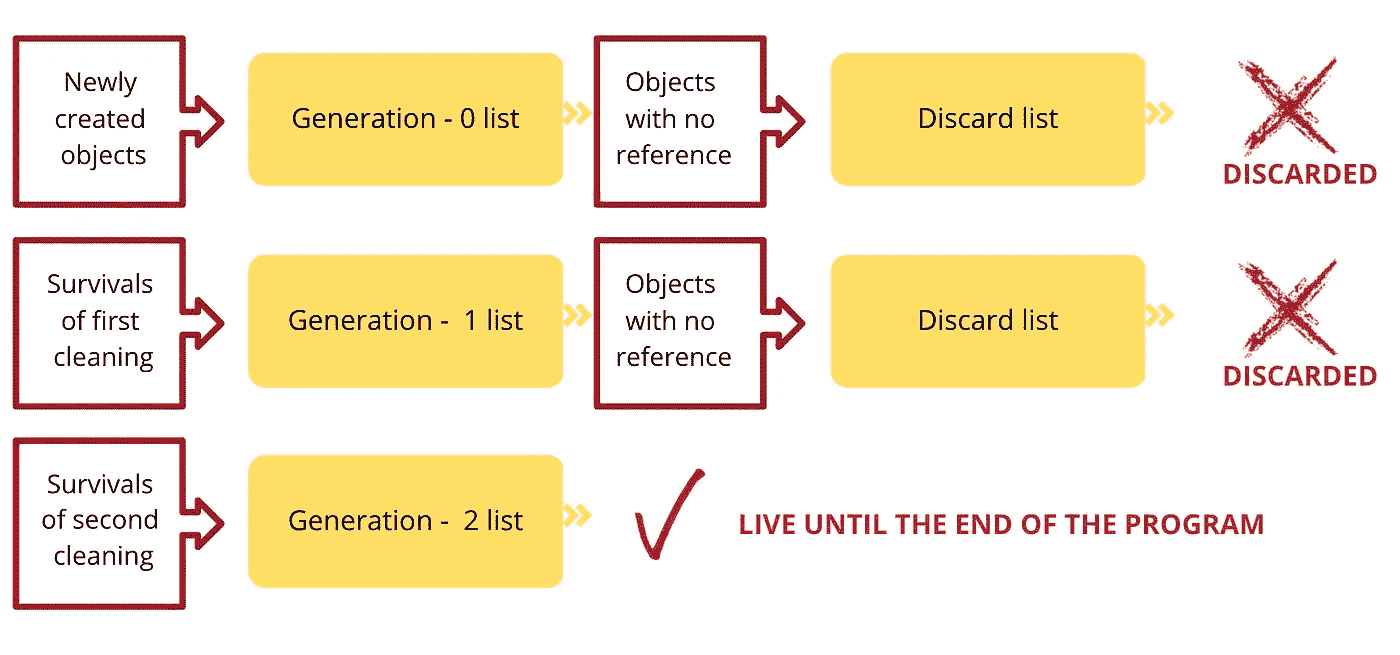 Newly
created
objects
Generation - 0 list
Objects
with no
reference
Discard list
DISCARDED
Survivals
of first
cleaning
Generation - 1 list
Objects
with no
reference
Discard list
DISCARDED
Survivals
of second
cleaning
Generation - 2 list
LIVE UNTIL THE END OF THE PROGRAM